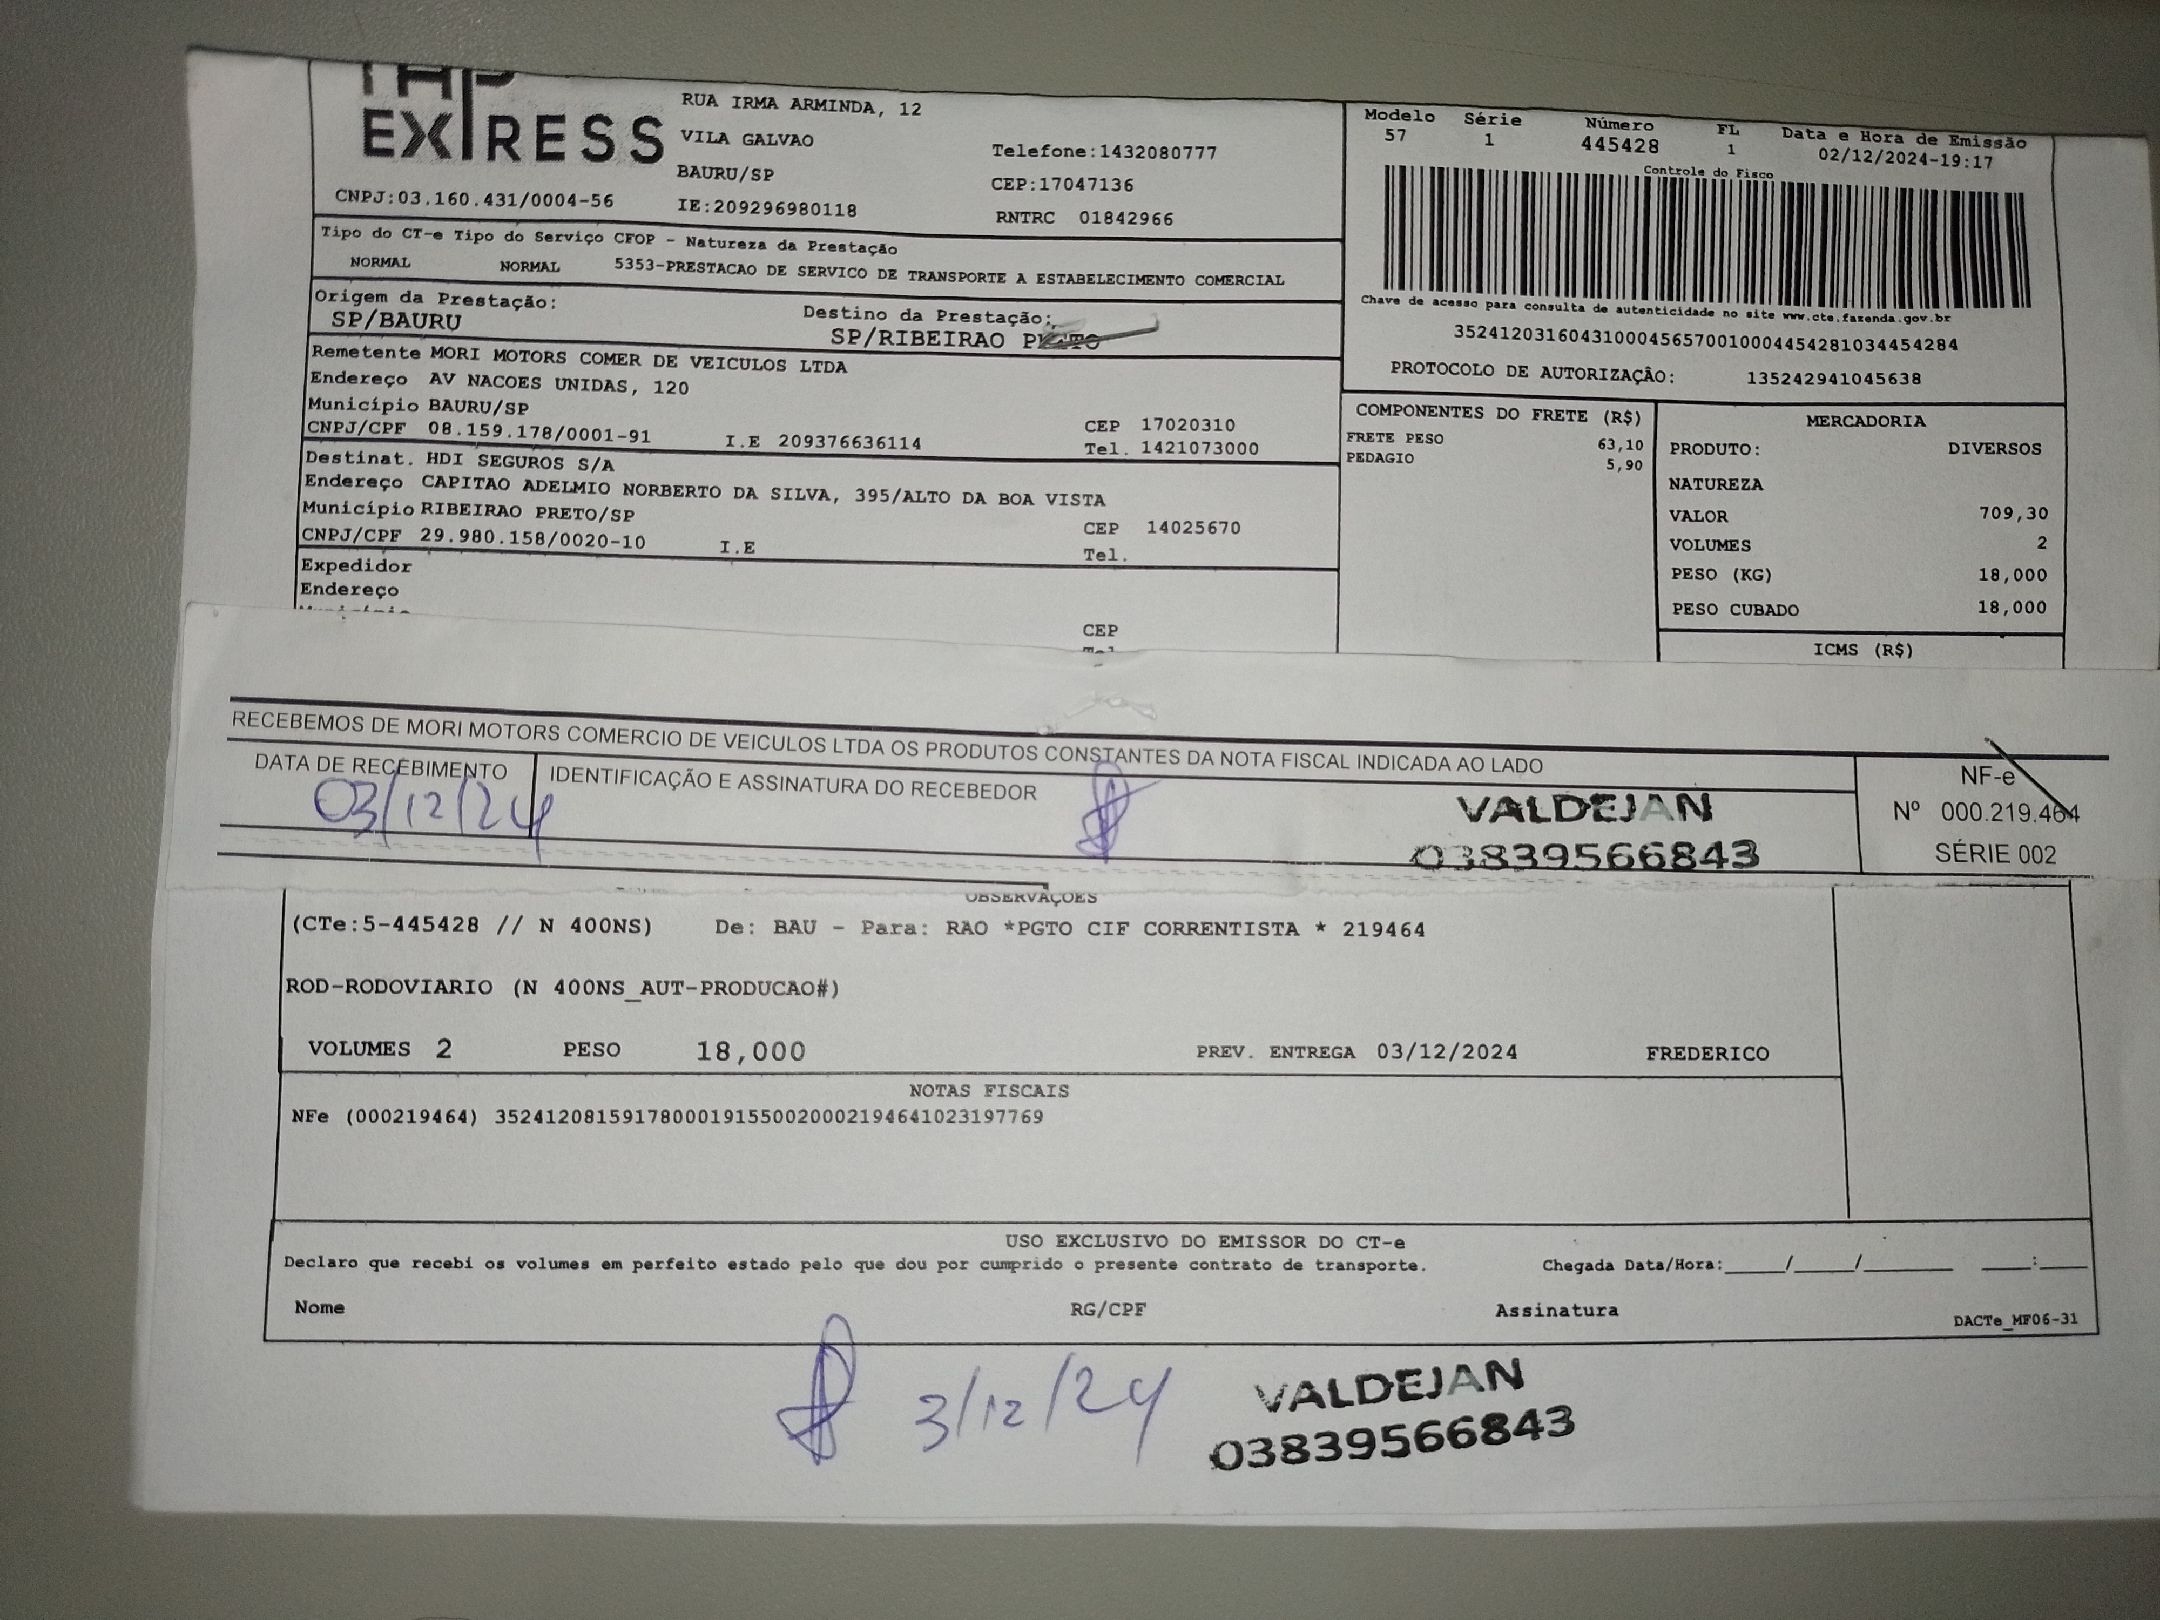 TAP
EXPRESS
RUA IRMA ARMINDA, 12
VILA GALVAO
Telefone:1432080777
BAURU/SP
CEP:17047136
CNPJ:03.160.431/0004-56
IE:209296980118
RNTRC 01842966
Modelo Série Número FL Data e Hora de Emissão
57 1 445428 1 02/12/2024-19:17
Controle do Fisco
Chave de acesso para consulta de autenticidade no site www.cte.fazenda.gov.br
35241203160431000456570010004454281034454284
PROTOCOLO DE AUTORIZAÇÃO: 135242941045638
Tipo do CT-e Tipo do Serviço CFOP - Natureza da Prestação
NORMAL NORMAL 5353-PRESTACAO DE SERVICO DE TRANSPORTE A ESTABELECIMENTO COMERCIAL
Origem da Prestação: Destino da Prestação:
SP/BAURU SP/RIBEIRAO PRETO
Remetente MORI MOTORS COMER DE VEICULOS LTDA
Endereço AV NACOES UNIDAS, 120
Município BAURU/SP CEP 17020310
CNPJ/CPF 08.159.178/0001-91 I.E 209376636114 Tel. 1421073000
Destinat. HDI SEGUROS S/A
Endereço CAPITAO ADELMIO NORBERTO DA SILVA, 395/ALTO DA BOA VISTA
Município RIBEIRAO PRETO/SP CEP 14025670
CNPJ/CPF 29.980.158/0020-10 I.E Tel.
Expedidor
Endereço
Município
CEP
Tel
COMPONENTES DO FRETE (R$)
FRETE PESO 63,10
PEDAGIO 5,90
MERCADORIA
PRODUTO: DIVERSOS
NATUREZA
VALOR 709,30
VOLUMES 2
PESO (KG) 18,000
PESO CUBADO 18,000
ICMS (R$)
RECEBEMOS DE MORI MOTORS COMERCIO DE VEICULOS LTDA OS PRODUTOS CONSTANTES DA NOTA FISCAL INDICADA AO LADO
DATA DE RECEBIMENTO
03/12/24
IDENTIFICAÇÃO E ASSINATURA DO RECEBEDOR
VALDEJAN
03839566843
NF-e
Nº 000.219.464
SÉRIE 002
OBSERVAÇOES
(CTe:5-445428 // N 400NS) De: BAU - Para: RAO *PGTO CIF CORRENTISTA * 219464
ROD-RODOVIARIO (N 400NS_AUT-PRODUCAO#)
VOLUMES 2 PESO 18,000 PREV. ENTREGA 03/12/2024 FREDERICO
NOTAS FISCAIS
NFe (000219464) 35241208159178000191550020002194641023197769
USO EXCLUSIVO DO EMISSOR DO CT-e
Declaro que recebi os volumes em perfeito estado pelo que dou por cumprido o presente contrato de transporte. Chegada Data/Hora:_____/_____/_______ ____:____
Nome RG/CPF Assinatura
DACTe_MF06-31
3/12/24
VALDEJAN
03839566843